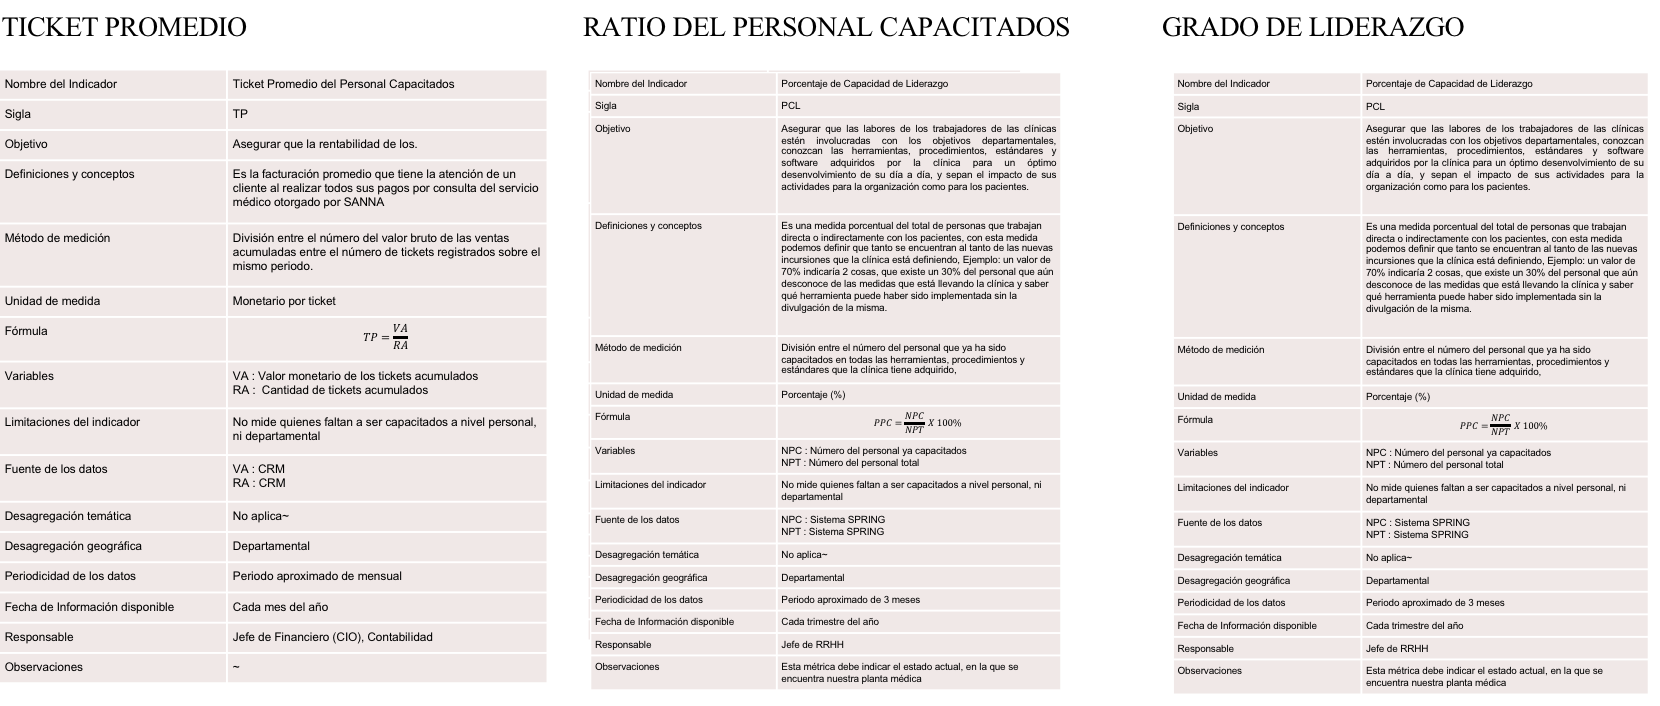 TICKET PROMEDIO
Nombre del Indicador
Ticket Promedio del Personal Capacitados
Sigla
TP
Objetivo
Asegurar que la rentabilidad de los.
Definiciones y conceptos
Es la facturación promedio que tiene la atención de un
cliente al realizar todos sus pagos por consulta del servicio
médico otorgado por SANNA
Método de medición
División entre el número del valor bruto de las ventas
acumuladas entre el número de tickets registrados sobre el
mismo periodo.
Unidad de medida
Monetario por ticket
Fórmula
TP = VA / RA
Variables
VA : Valor monetario de los tickets acumulados
RA :  Cantidad de tickets acumulados
Limitaciones del indicador
No mide quienes faltan a ser capacitados a nivel personal,
ni departamental
Fuente de los datos
VA : CRM
RA : CRM
Desagregación temática
No aplica~
Desagregación geográfica
Departamental
Periodicidad de los datos
Periodo aproximado de mensual
Fecha de Información disponible
Cada mes del año
Responsable
Jefe de Financiero (CIO), Contabilidad
Observaciones
~
RATIO DEL PERSONAL CAPACITADOS
Nombre del Indicador
Porcentaje de Capacidad de Liderazgo
Sigla
PCL
Objetivo
Asegurar que las labores de los trabajadores de las clínicas
estén involucradas con los objetivos departamentales,
conozcan las herramientas, procedimientos, estándares y
software adquiridos por la clínica para un óptimo
desenvolvimiento de su día a día, y sepan el impacto de sus
actividades para la organización como para los pacientes.
Definiciones y conceptos
Es una medida porcentual del total de personas que trabajan
directa o indirectamente con los pacientes, con esta medida
podemos definir que tanto se encuentran al tanto de las nuevas
incursiones que la clínica está definiendo, Ejemplo: un valor de
70% indicaría 2 cosas, que existe un 30% del personal que aún
desconoce de las medidas que está llevando la clínica y saber
qué herramienta puede haber sido implementada sin la
divulgación de la misma.
Método de medición
División entre el número del personal que ya ha sido
capacitados en todas las herramientas, procedimientos y
estándares que la clínica tiene adquirido,
Unidad de medida
Porcentaje (%)
Fórmula
PPC = NPC / NPT X 100%
Variables
NPC : Número del personal ya capacitados
NPT : Número del personal total
Limitaciones del indicador
No mide quienes faltan a ser capacitados a nivel personal, ni
departamental
Fuente de los datos
NPC : Sistema SPRING
NPT : Sistema SPRING
Desagregación temática
No aplica~
Desagregación geográfica
Departamental
Periodicidad de los datos
Periodo aproximado de 3 meses
Fecha de Información disponible
Cada trimestre del año
Responsable
Jefe de RRHH
Observaciones
Esta métrica debe indicar el estado actual, en la que se
encuentra nuestra planta médica
GRADO DE LIDERAZGO
Nombre del Indicador
Porcentaje de Capacidad de Liderazgo
Sigla
PCL
Objetivo
Asegurar que las labores de los trabajadores de las clínicas
estén involucradas con los objetivos departamentales, conozcan
las herramientas, procedimientos, estándares y software
adquiridos por la clínica para un óptimo desenvolvimiento de su
día a día, y sepan el impacto de sus actividades para la
organización como para los pacientes.
Definiciones y conceptos
Es una medida porcentual del total de personas que trabajan
directa o indirectamente con los pacientes, con esta medida
podemos definir que tanto se encuentran al tanto de las nuevas
incursiones que la clínica está definiendo, Ejemplo: un valor de
70% indicaría 2 cosas, que existe un 30% del personal que aún
desconoce de las medidas que está llevando la clínica y saber
qué herramienta puede haber sido implementada sin la
divulgación de la misma.
Método de medición
División entre el número del personal que ya ha sido
capacitados en todas las herramientas, procedimientos y
estándares que la clínica tiene adquirido,
Unidad de medida
Porcentaje (%)
Fórmula
PPC = NPC / NPT X 100%
Variables
NPC : Número del personal ya capacitados
NPT : Número del personal total
Limitaciones del indicador
No mide quienes faltan a ser capacitados a nivel personal, ni
departamental
Fuente de los datos
NPC : Sistema SPRING
NPT : Sistema SPRING
Desagregación temática
No aplica~
Desagregación geográfica
Departamental
Periodicidad de los datos
Periodo aproximado de 3 meses
Fecha de Información disponible
Cada trimestre del año
Responsable
Jefe de RRHH
Observaciones
Esta métrica debe indicar el estado actual, en la que se
encuentra nuestra planta médica